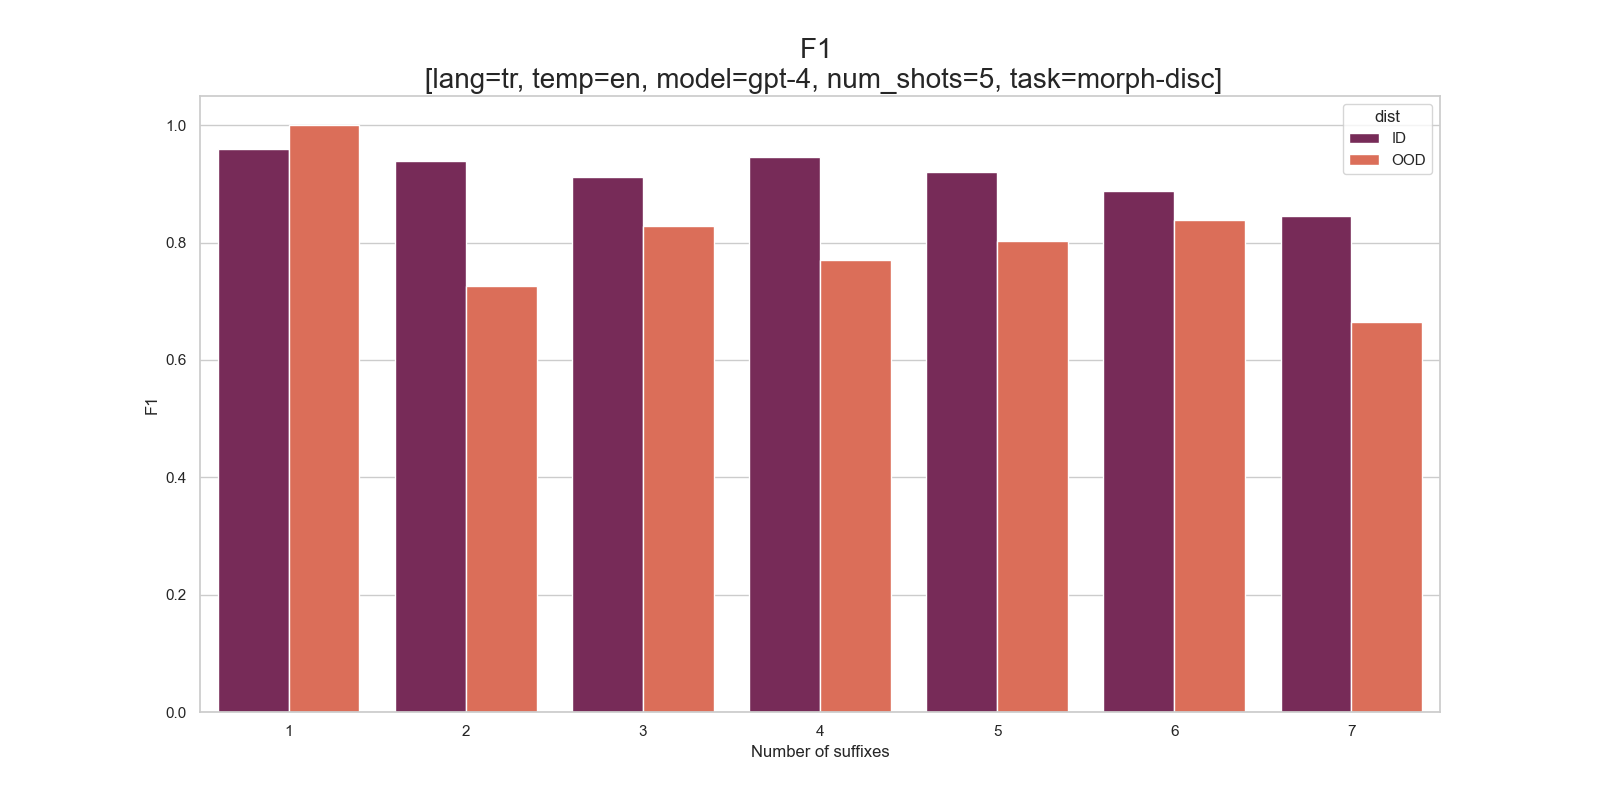 F1
[lang=tr, temp=en, model=gpt-4, num_shots=5, task=morph-disc]
dist
ID
OOD
1.0
0.8
0.6
0.4
0.2
0.0
F1
1 2 3 4 5 6 7
Number of suffixes